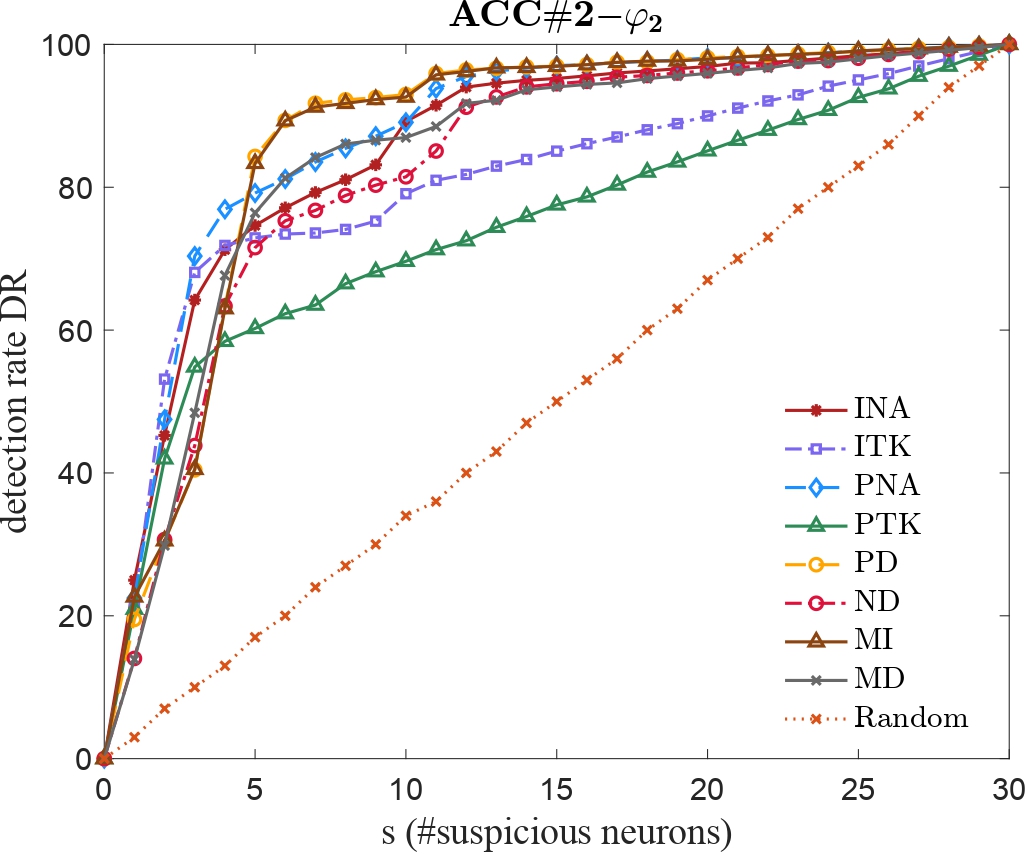 ACC#2−φ₂
detection rate DR
100
80
60
40
20
0
0 5 10 15 20 25 30
s (#suspicious neurons)
INA
ITK
PNA
PTK
PD
ND
MI
MD
Random